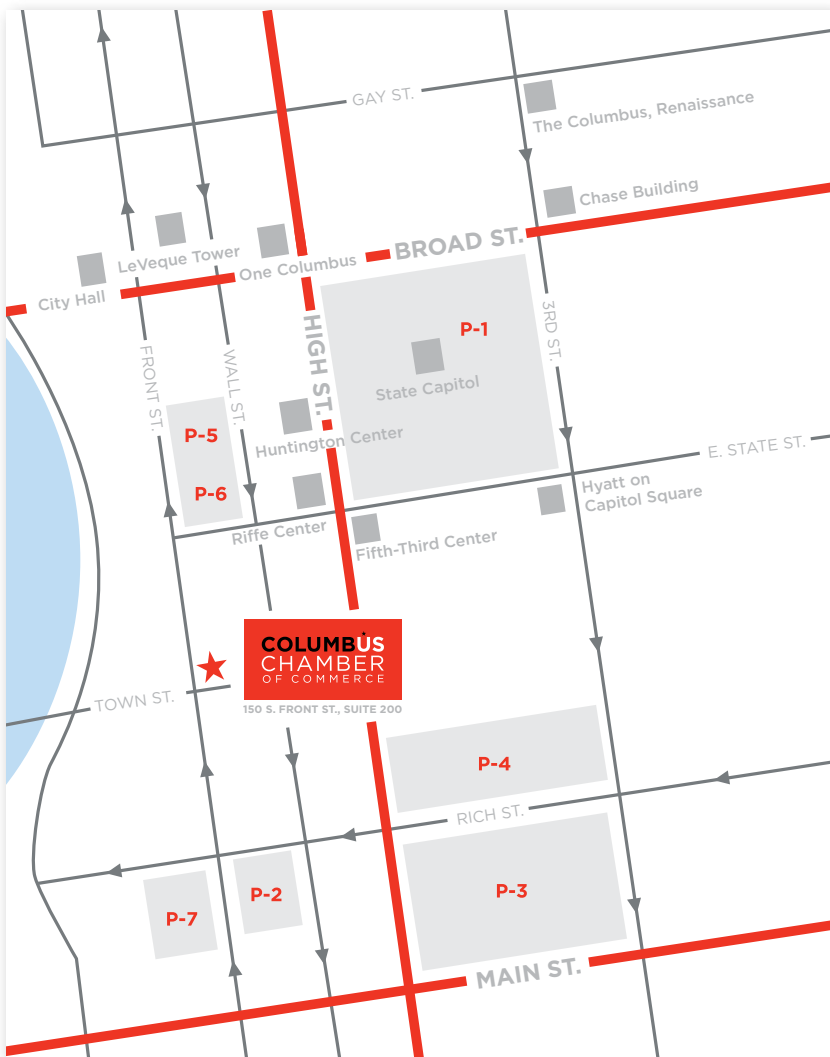 GAY ST.
The Columbus, Renaissance
Chase Building
BROAD ST.
LeVeque Tower
One Columbus
City Hall
HIGH ST.
3RD ST.
P-1
FRONT ST.
WALL ST.
State Capitol
P-5
Huntington Center
E. STATE ST.
P-6
Hyatt on
Capitol Square
Riffe Center
Fifth-Third Center
COLUMBUS
CHAMBER
OF COMMERCE
TOWN ST.
150 S. FRONT ST., SUITE 200
P-4
RICH ST.
P-2
P-3
P-7
MAIN ST.